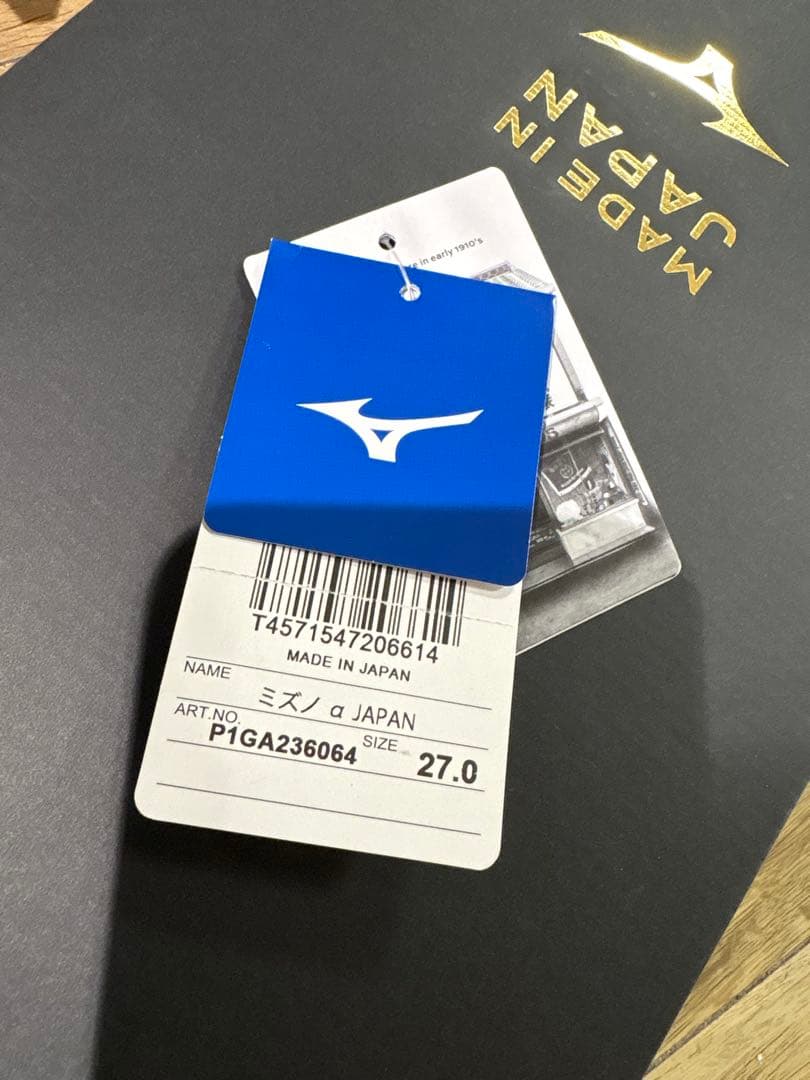 MADE IN
JAPAN
in early 1910's
T4571547206614
MADE IN JAPAN
NAME
ミズノ α JAPAN
ART.NO.
P1GA236064
SIZE
27.0